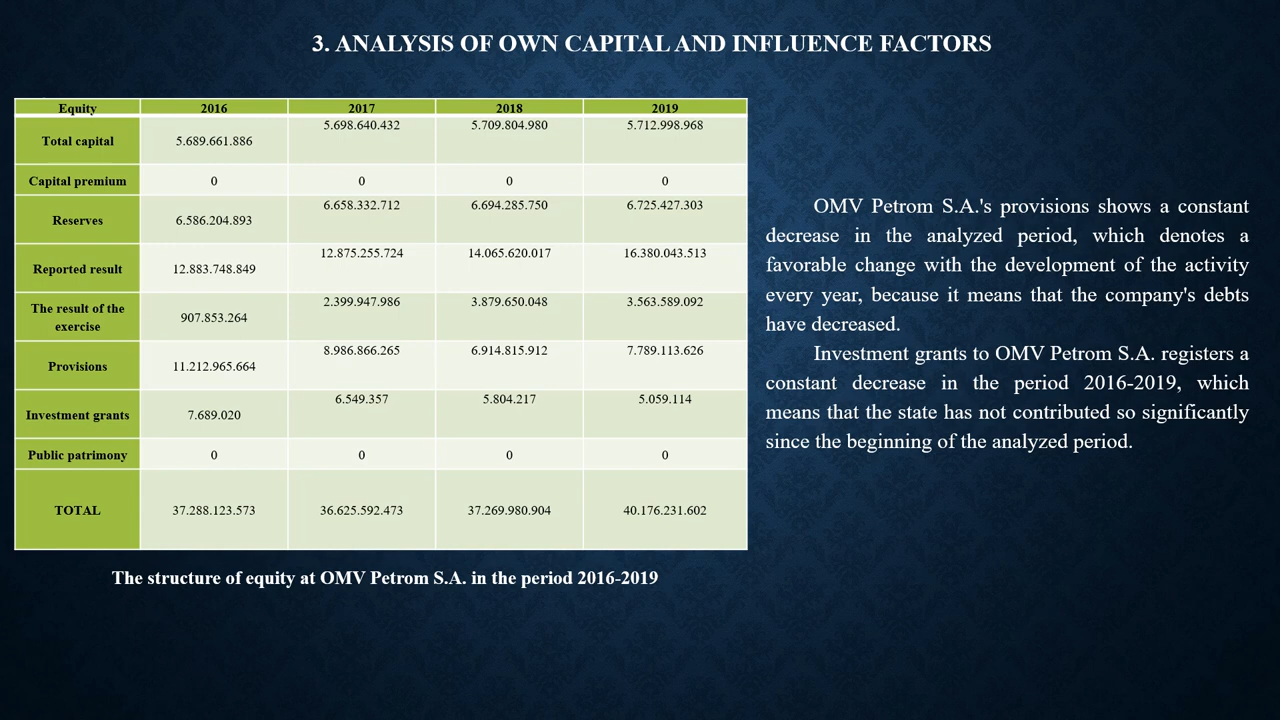 3. ANALYSIS OF OWN CAPITAL AND INFLUENCE FACTORS
Equity 2016 2017 2018 2019
Total capital 5.689.661.886 5.698.640.432 5.709.804.980 5.712.998.968
Capital premium 0 0 0 0
Reserves 6.586.204.893 6.658.332.712 6.694.285.750 6.725.427.303
Reported result 12.883.748.849 12.875.255.724 14.065.620.017 16.380.043.513
The result of the
exercise 907.853.264 2.399.947.986 3.879.650.048 3.563.589.092
Provisions 11.212.965.664 8.986.866.265 6.914.815.912 7.789.113.626
Investment grants 7.689.020 6.549.357 5.804.217 5.059.114
Public patrimony 0 0 0 0
TOTAL 37.288.123.573 36.625.592.473 37.269.980.904 40.176.231.602
The structure of equity at OMV Petrom S.A. in the period 2016-2019
OMV Petrom S.A.'s provisions shows a constant
decrease in the analyzed period, which denotes a
favorable change with the development of the activity
every year, because it means that the company's debts
have decreased.
Investment grants to OMV Petrom S.A. registers a
constant decrease in the period 2016-2019, which
means that the state has not contributed so significantly
since the beginning of the analyzed period.